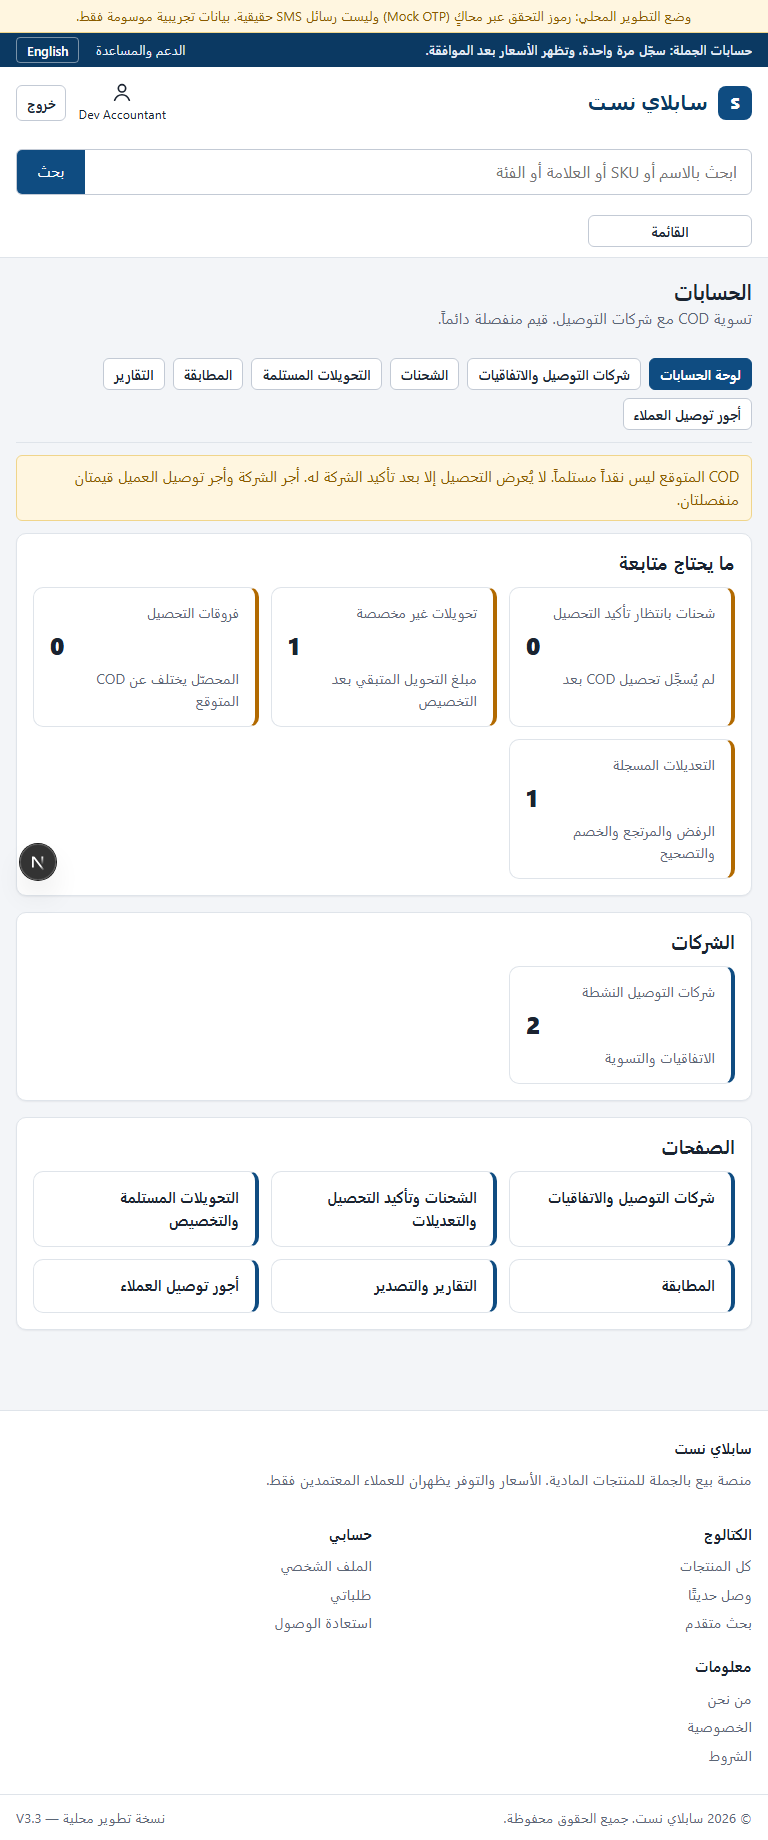 وضع التطوير المحلي: رموز التحقق عبر محاكٍ (Mock OTP) وليست رسائل SMS حقيقية. بيانات تجريبية موسومة فقط.
حسابات الجملة: سجّل مرة واحدة، وتظهر الأسعار بعد الموافقة.
الدعم والمساعدة
English
S
سابلاي نست
Dev Accountant
خروج
ابحث بالاسم أو SKU أو العلامة أو الفئة
بحث
القائمة
الحسابات
تسوية COD مع شركات التوصيل. قيم منفصلة دائماً.
لوحة الحسابات
شركات التوصيل والاتفاقيات
الشحنات
التحويلات المستلمة
المطابقة
التقارير
أجور توصيل العملاء
COD المتوقع ليس نقداً مستلماً. لا يُعرض التحصيل إلا بعد تأكيد الشركة له. أجر الشركة وأجر توصيل العميل قيمتان
منفصلتان.
ما يحتاج متابعة
شحنات بانتظار تأكيد التحصيل
0
لم يُسجَّل تحصيل COD بعد
تحويلات غير مخصصة
1
مبلغ التحويل المتبقي بعد
التخصيص
فروقات التحصيل
0
المحصّل يختلف عن COD
المتوقع
التعديلات المسجلة
1
الرفض والمرتجع والخصم
والتصحيح
N
الشركات
شركات التوصيل النشطة
2
الاتفاقيات والتسوية
الصفحات
شركات التوصيل والاتفاقيات
الشحنات وتأكيد التحصيل
والتعديلات
التحويلات المستلمة
والتخصيص
المطابقة
التقارير والتصدير
أجور توصيل العملاء
سابلاي نست
منصة بيع بالجملة للمنتجات المادية. الأسعار والتوفر يظهران للعملاء المعتمدين فقط.
الكتالوج
كل المنتجات
وصل حديثًا
بحث متقدم
حسابي
الملف الشخصي
طلباتي
استعادة الوصول
معلومات
من نحن
الخصوصية
الشروط
© 2026 سابلاي نست. جميع الحقوق محفوظة.
نسخة تطوير محلية — V3.3